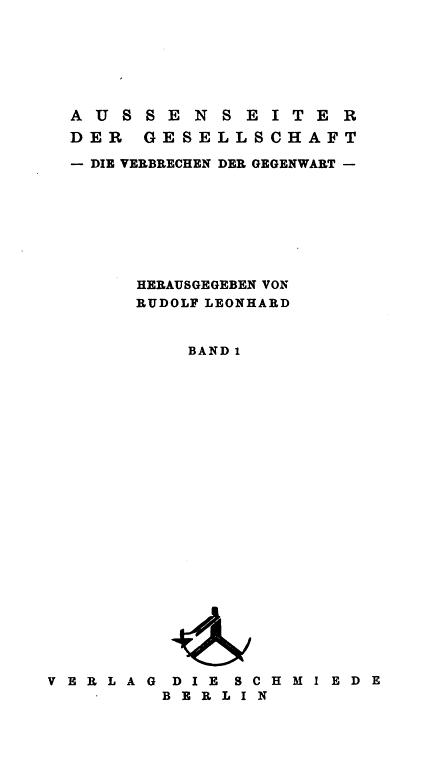 AUSSENSEITER
DER GESELLSCHAFT
— DIE VERBRECHEN DER GEGENWART —
HERAUSGEGEBEN VON
RUDOLF LEONHARD
BAND 1
VERLAG DIE SCHMIEDE
BERLIN